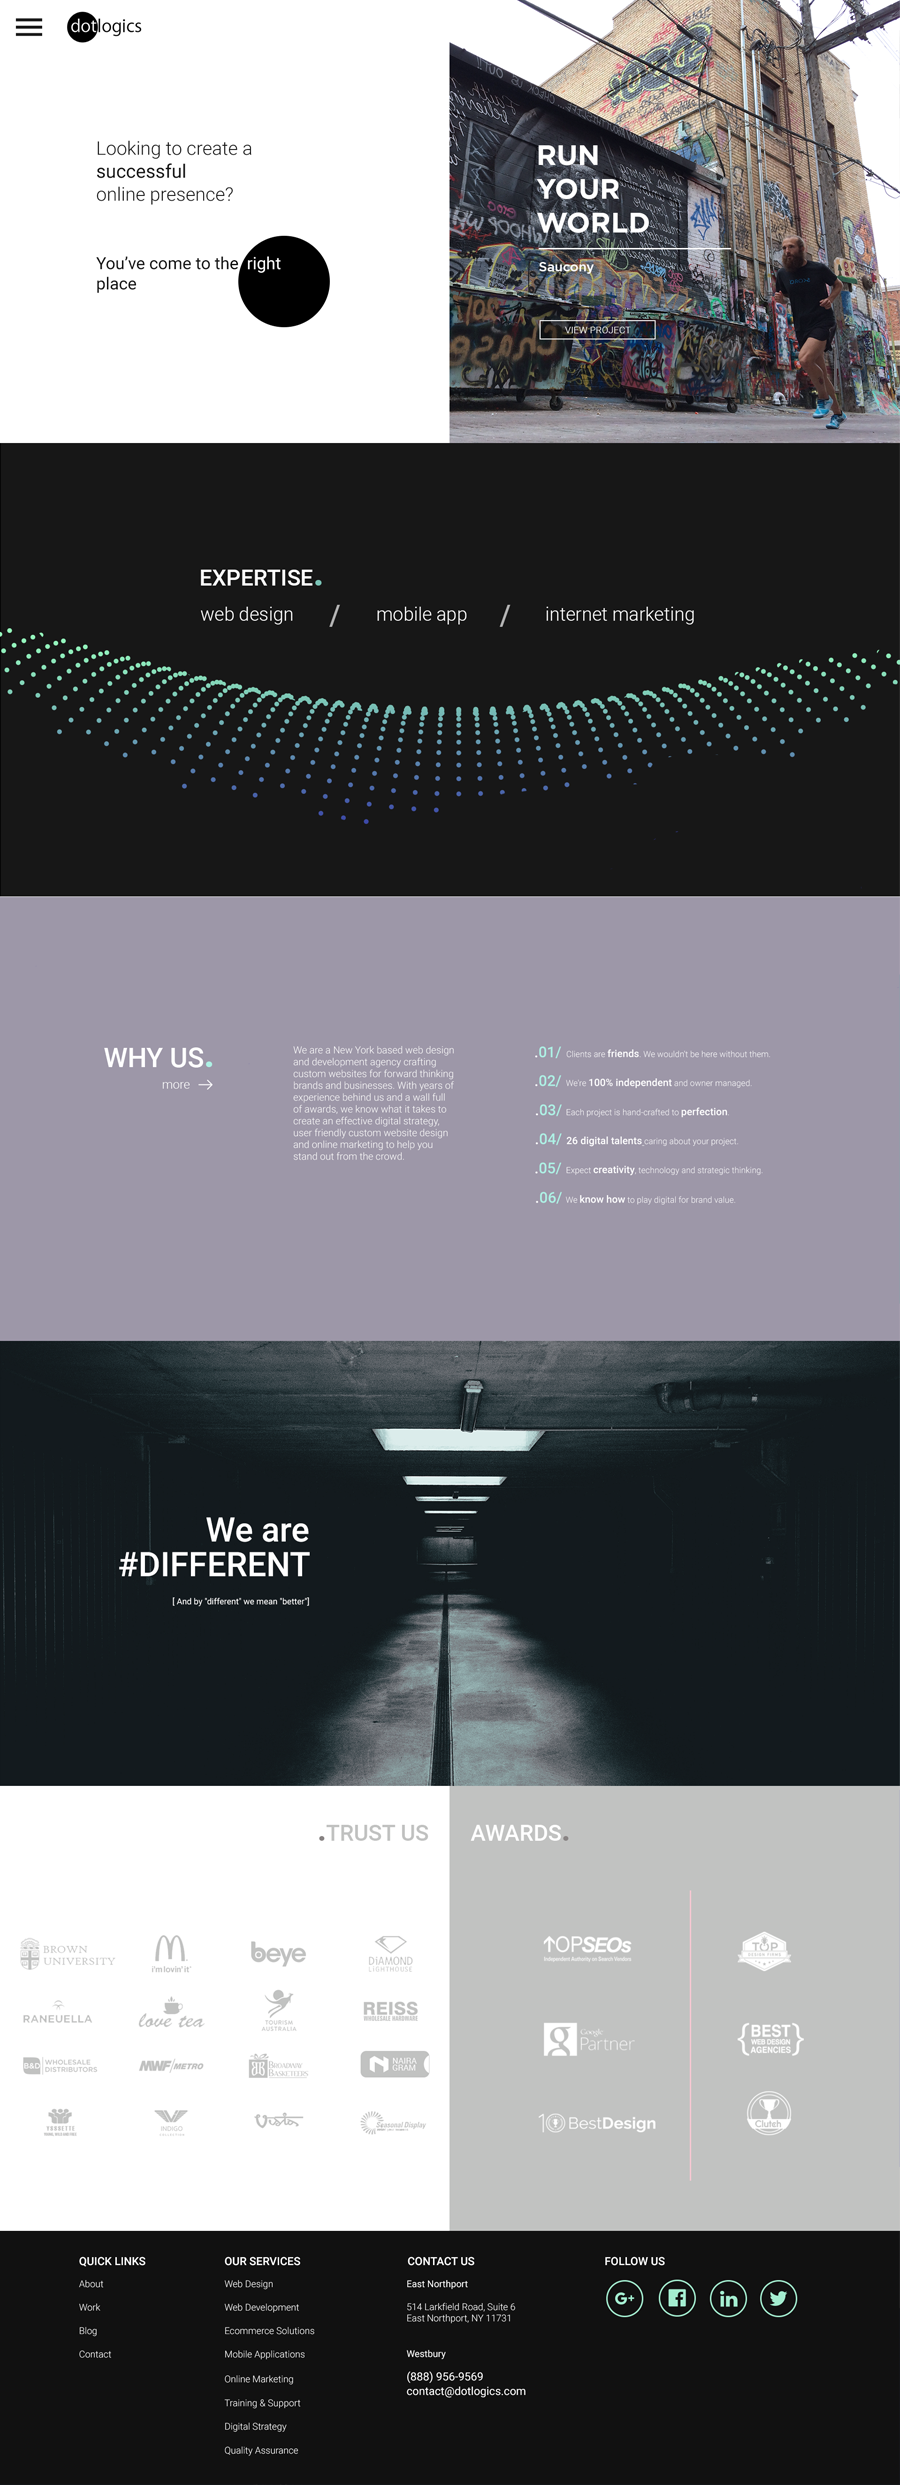 dotlogics
Looking to create a
successful
online presence?
You've come to the right
place
RUN
YOUR
WORLD
Saucony
VIEW PROJECT
EXPERTISE.
web design / mobile app / internet marketing
WHY US.
more
We are a New York based web design
and development agency crafting
custom websites for forward thinking
brands and businesses. With years of
experience behind us and a wall full
of awards, we know what it takes to
create an effective digital strategy,
user friendly custom website design
and online marketing to help you
stand out from the crowd.
.01/ Clients are friends. We wouldn't be here without them.
.02/ We're 100% independent and owner managed.
.03/ Each project is hand-crafted to perfection.
.04/ 26 digital talents caring about your project.
.05/ Expect creativity, technology and strategic thinking.
.06/ We know how to play digital for brand value.
We are
#DIFFERENT
[ And by "different" we mean "better"]
.TRUST US
BROWN
UNIVERSITY
i'm lovin' it
beye
DIAMOND
LIGHTHOUSE
RANEUELLA
love tea
TOURISM
AUSTRALIA
REISS
WHOLESALE HARDWARE
B&D WHOLESALE
DISTRIBUTORS
NWF/METRO
BROADWAY
BASKETEERS
NAIRA
GRAM
INDIGO
Vista
Seasonal Display
AWARDS.
TOPSEOs
Independent Authority on Search Vendors
TOP
DESIGN FIRMS
g Google
Partner
{BEST}
WEB DESIGN
AGENCIES
10 BestDesign
Clutch
QUICK LINKS
About
Work
Blog
Contact
OUR SERVICES
Web Design
Web Development
Ecommerce Solutions
Mobile Applications
Online Marketing
Training & Support
Digital Strategy
Quality Assurance
CONTACT US
East Northport
514 Larkfield Road, Suite 6
East Northport, NY 11731
Westbury
(888) 956-9569
contact@dotlogics.com
FOLLOW US
G+
in